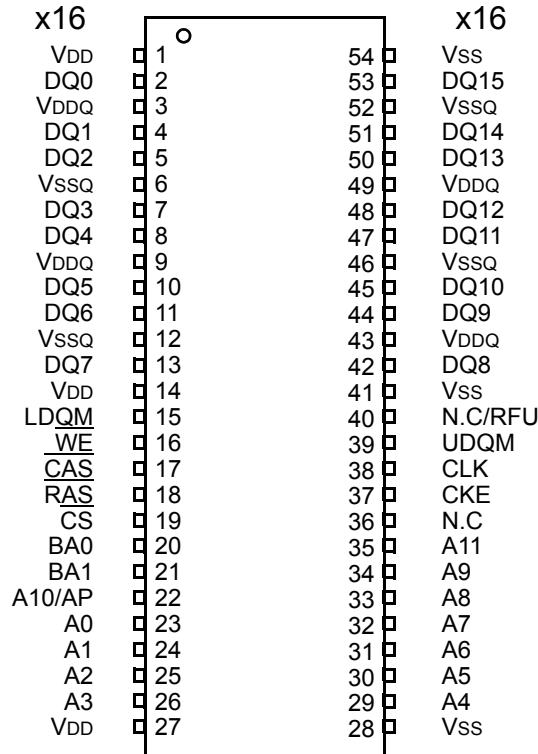 x16 x16
VDD 1 54 VSS
DQ0 2 53 DQ15
VDDQ 3 52 VSSQ
DQ1 4 51 DQ14
DQ2 5 50 DQ13
VSSQ 6 49 VDDQ
DQ3 7 48 DQ12
DQ4 8 47 DQ11
VDDQ 9 46 VSSQ
DQ5 10 45 DQ10
DQ6 11 44 DQ9
VSSQ 12 43 VDDQ
DQ7 13 42 DQ8
VDD 14 41 VSS
LDQM 15 40 N.C/RFU
WE 16 39 UDQM
CAS 17 38 CLK
RAS 18 37 CKE
CS 19 36 N.C
BA0 20 35 A11
BA1 21 34 A9
A10/AP 22 33 A8
A0 23 32 A7
A1 24 31 A6
A2 25 30 A5
A3 26 29 A4
VDD 27 28 VSS